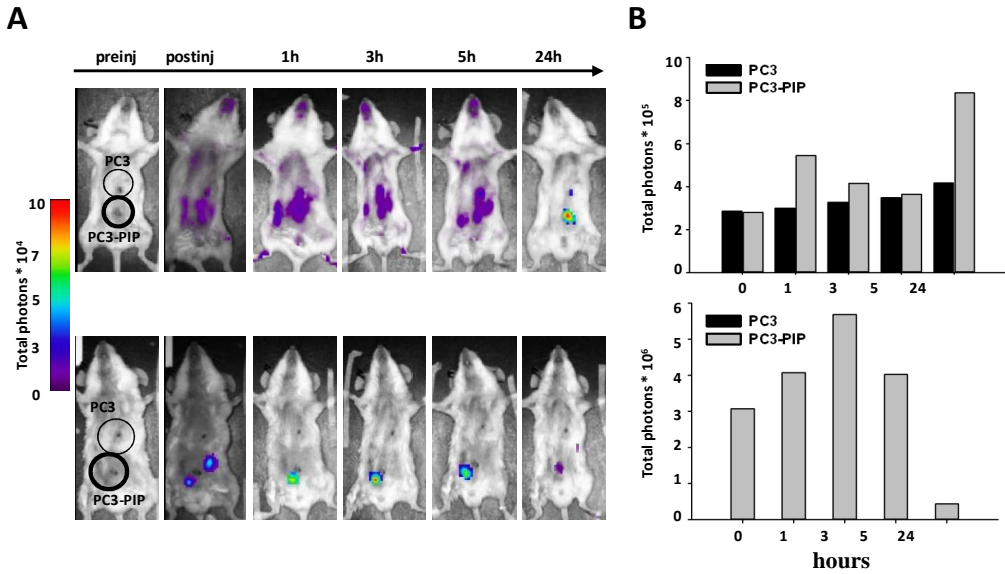 A
preinj postinj 1h 3h 5h 24h
PC3
PC3-PIP
10
7
5
3
0
Total photons * 10⁴
PC3
PC3-PIP
B
10
8
6
4
2
0
Total photons * 10⁵
PC3
PC3-PIP
0 1 3 5 24
6
5
4
3
2
1
0
Total photons * 10⁶
PC3
PC3-PIP
0 1 3 5 24
hours